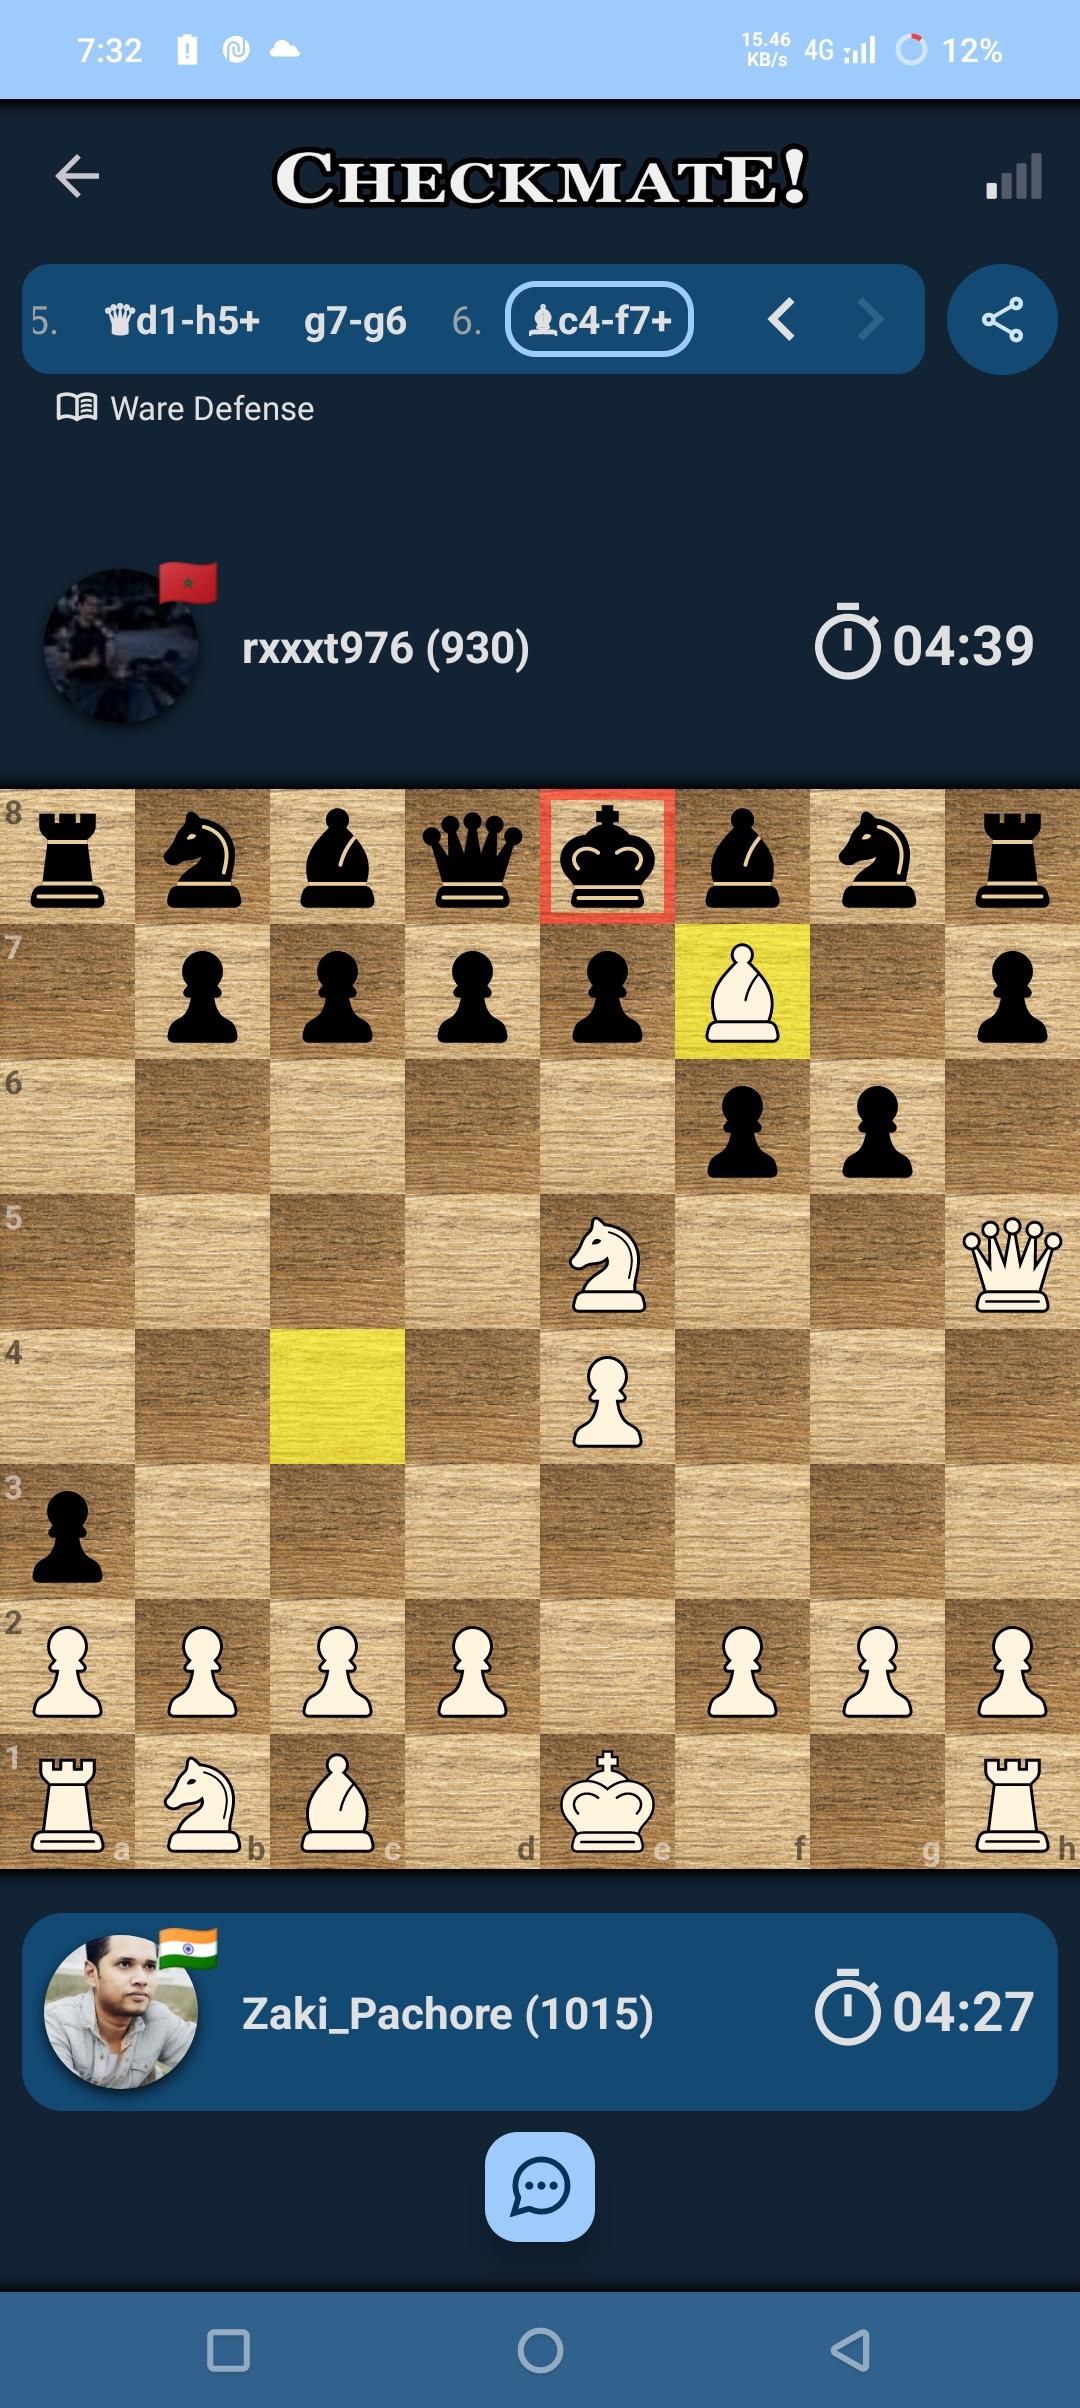 7:32 15.46 KB/s 4G 12%
CHECKMATE!
5. d1-h5+ g7-g6 6. c4-f7+
Ware Defense
rxxxt976 (930) 04:39
8
7
6
5
4
3
2
1
a b c d e f g h
Zaki_Pachore (1015) 04:27